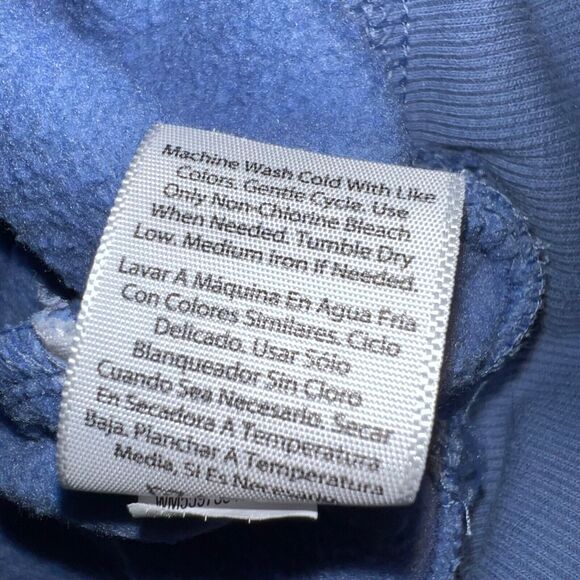 Machine Wash Cold With Like
Colors. Gentle Cycle. Use
Only Non-Chlorine Bleach
When Needed. Tumble Dry
Low. Medium Iron if Needed.
Lavar A Máquina En Agua Fría
Con Colores Similares. Ciclo
Delicado. Usar Sólo
Blanqueador Sin Cloro
Cuando Sea Necesario. Secar
En Secadora A Temperatura
Baja. Planchar A Temperatura
Media, Si Es Necesario